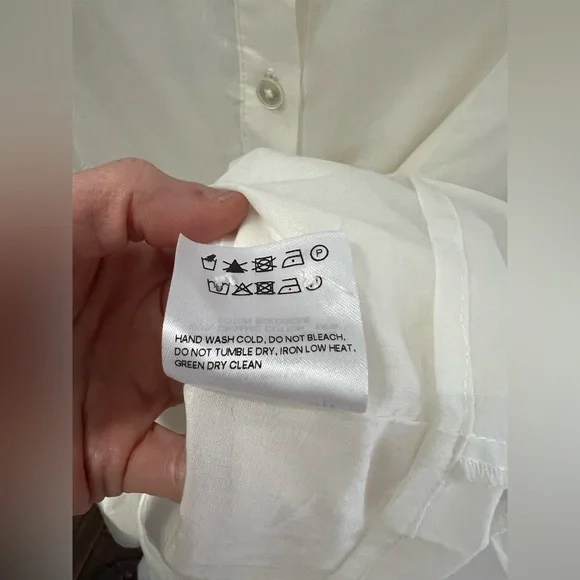 P
HAND WASH COLD, DO NOT BLEACH,
DO NOT TUMBLE DRY, IRON LOW HEAT,
GREEN DRY CLEAN